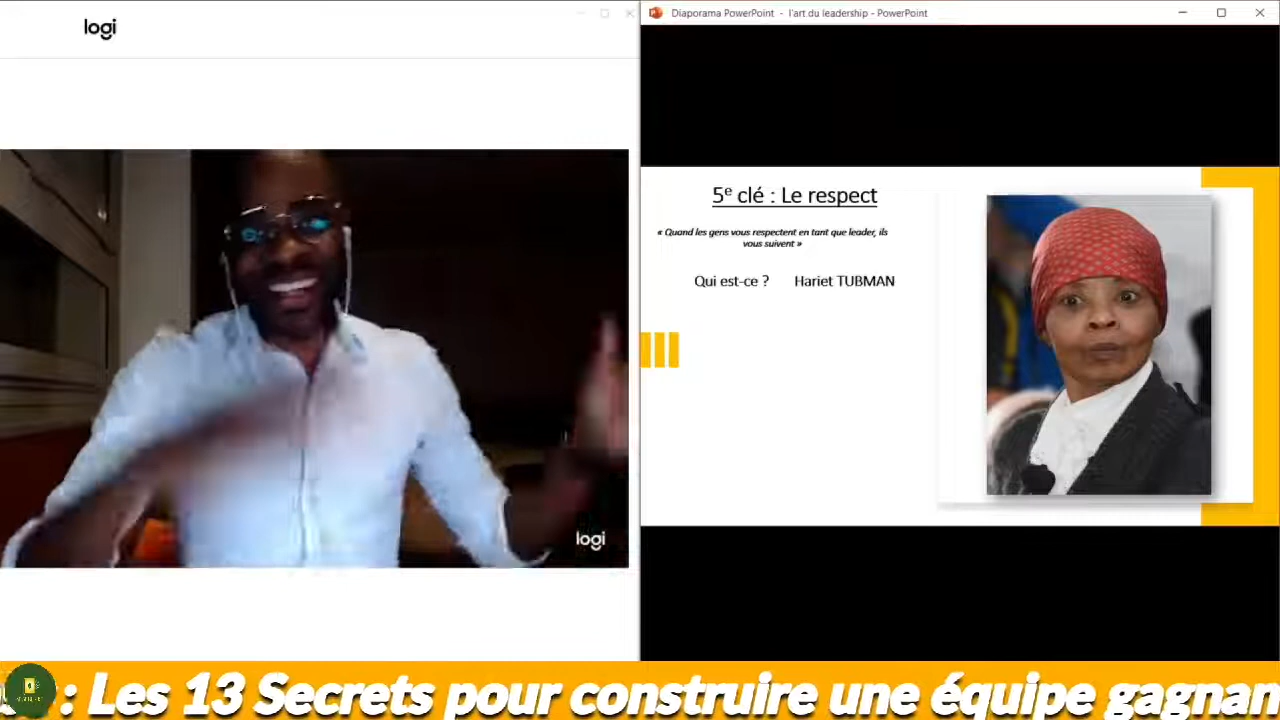 logi
Diaporama PowerPoint - l'art du leadership - PowerPoint
5e clé : Le respect
« Quand les gens vous respectent en tant que leader, ils
vous suivent »
Qui est-ce ? Hariet TUBMAN
logi
: Les 13 Secrets pour construire une équipe gagnan